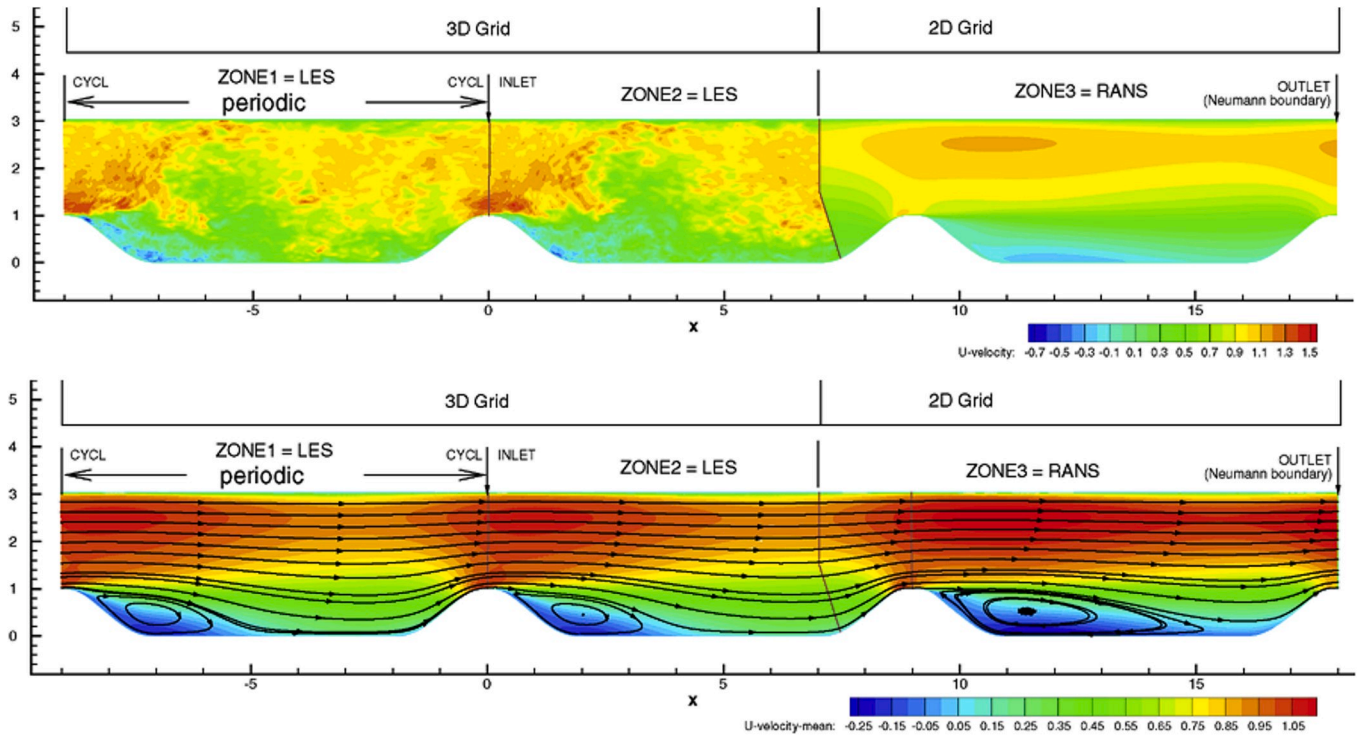 3D Grid 2D Grid
5
4
CYCL ZONE1 = LES CYCL INLET ZONE2 = LES ZONE3 = RANS OUTLET
periodic (Neumann boundary)
3
2
1
0
-5 0 5 10 15
x
U-velocity: -0.7 -0.5 -0.3 -0.1 0.1 0.3 0.5 0.7 0.9 1.1 1.3 1.5
3D Grid 2D Grid
5
4
CYCL ZONE1 = LES CYCL INLET ZONE2 = LES ZONE3 = RANS OUTLET
periodic (Neumann boundary)
3
2
1
0
-5 0 5 10 15
x
U-velocity-mean: -0.25 -0.15 -0.05 0.05 0.15 0.25 0.35 0.45 0.55 0.65 0.75 0.85 0.95 1.05